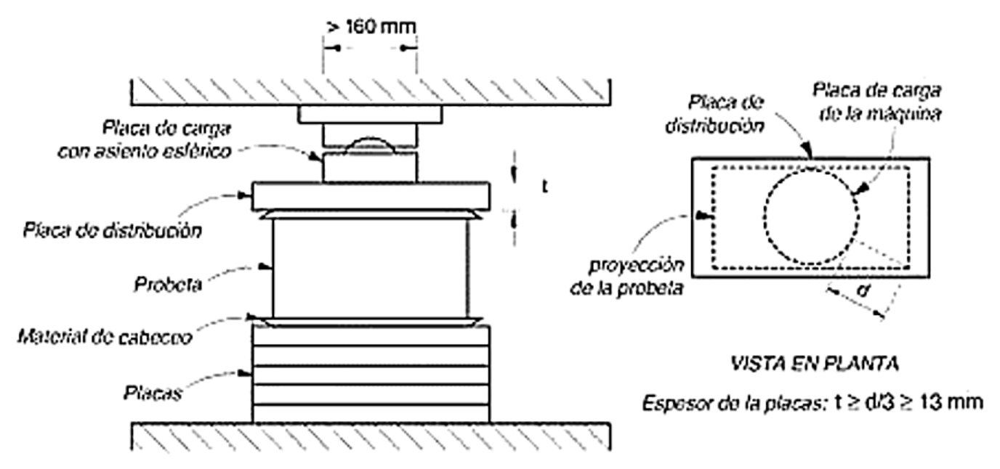 > 160 mm
Placa de carga
con asiento esférico
t
Placa de distribución
Probeta
Material de cabeceo
Placas
Placa de
distribución
Placa de carga
de la máquina
proyección
de la probeta
d
VISTA EN PLANTA
Espesor de la placas: t ≥ d/3 ≥ 13 mm